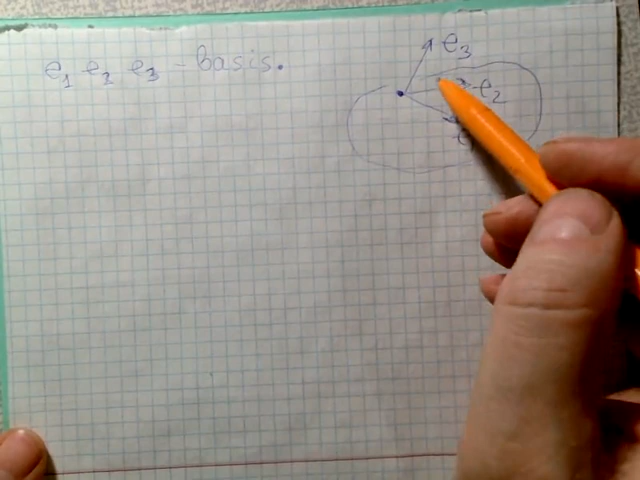 e₁ e₂ e₃ - basis.
e₃
e₂